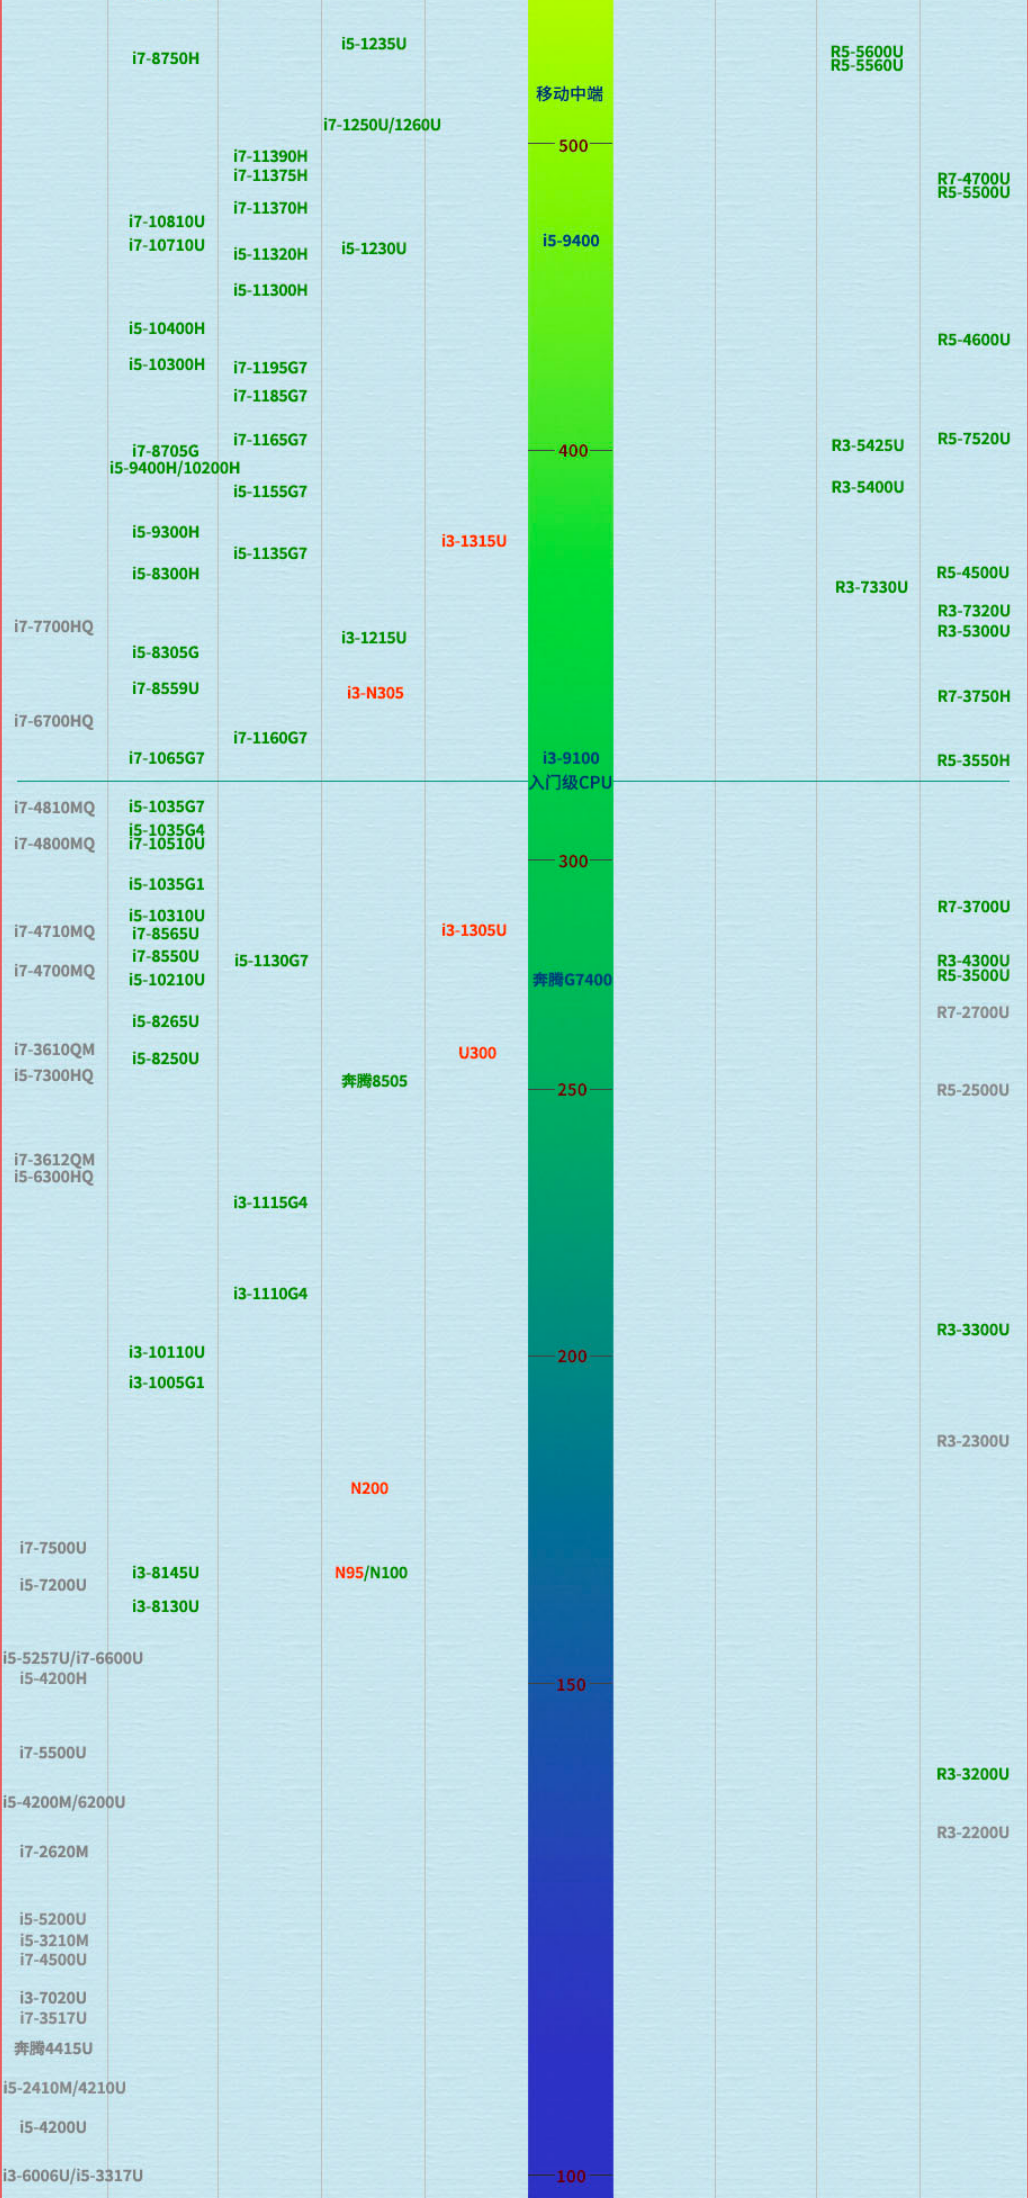 i5-1235U
R5-5600U
i7-8750H
R5-5560U
移动中端
i7-1250U/1260U
500
i7-11390H
i7-11375H
R7-4700U
R5-5500U
i7-11370H
i7-10810U
i5-9400
i7-10710U
i5-1230U
i5-11320H
i5-11300H
i5-10400H
R5-4600U
i5-10300H
i7-1195G7
i7-1185G7
R5-7520U
i7-1165G7
R3-5425U
i7-8705G
400
i5-9400H/10200H
R3-5400U
i5-1155G7
i5-9300H
i3-1315U
i5-1135G7
R5-4500U
i5-8300H
R3-7330U
R3-7320U
i7-7700HQ
R3-5300U
i3-1215U
i5-8305G
i7-8559U
i3-N305
R7-3750H
i7-6700HQ
i7-1160G7
i7-1065G7
i3-9100
R5-3550H
入门级CPU
i7-4810MQ
i5-1035G7
i5-1035G4
i7-4800MQ
i7-10510U
300
i5-1035G1
R7-3700U
i5-10310U
i7-4710MQ
i7-8565U
i3-1305U
i7-8550U
i5-1130G7
R3-4300U
i7-4700MQ
R5-3500U
i5-10210U
奔腾G7400
R7-2700U
i5-8265U
i7-3610QM
U300
i5-8250U
i5-7300HQ
奔腾8505
250
R5-2500U
i7-3612QM
i5-6300HQ
i3-1115G4
i3-1110G4
R3-3300U
i3-10110U
200
i3-1005G1
R3-2300U
N200
i7-7500U
i3-8145U
N95/N100
i5-7200U
i3-8130U
i5-5257U/i7-6600U
i5-4200H
150
i7-5500U
R3-3200U
i5-4200M/6200U
R3-2200U
i7-2620M
i5-5200U
i5-3210M
i7-4500U
i3-7020U
i7-3517U
奔腾4415U
i5-2410M/4210U
i5-4200U
i3-6006U/i5-3317U
100